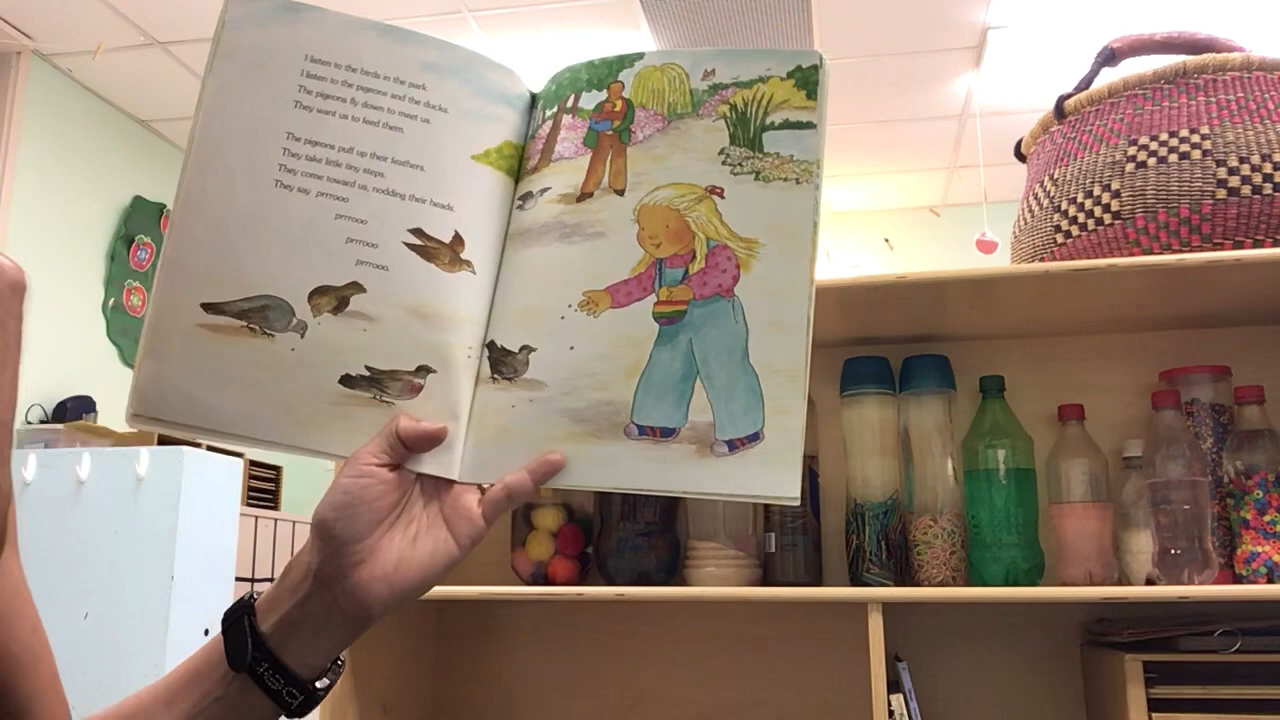 I listen to the birds in the park.
I listen to the pigeons and the ducks.
The pigeons fly down to meet us.
They want us to feed them.
The pigeons puff up their feathers.
They take little tiny steps.
They come toward us, nodding their heads.
They say prrrooo
prrrooo
prrrooo
prrrooo.